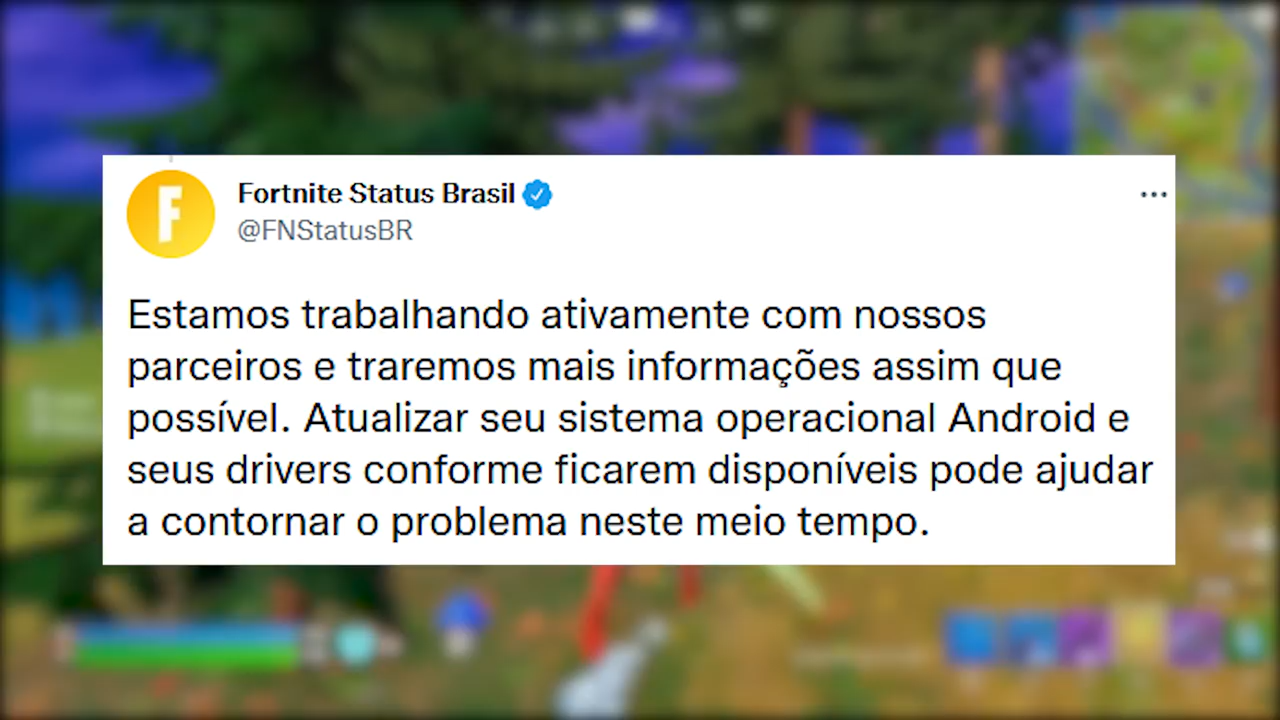 Fortnite Status Brasil
@FNStatusBR
Estamos trabalhando ativamente com nossos
parceiros e traremos mais informações assim que
possível. Atualizar seu sistema operacional Android e
seus drivers conforme ficarem disponíveis pode ajudar
a contornar o problema neste meio tempo.